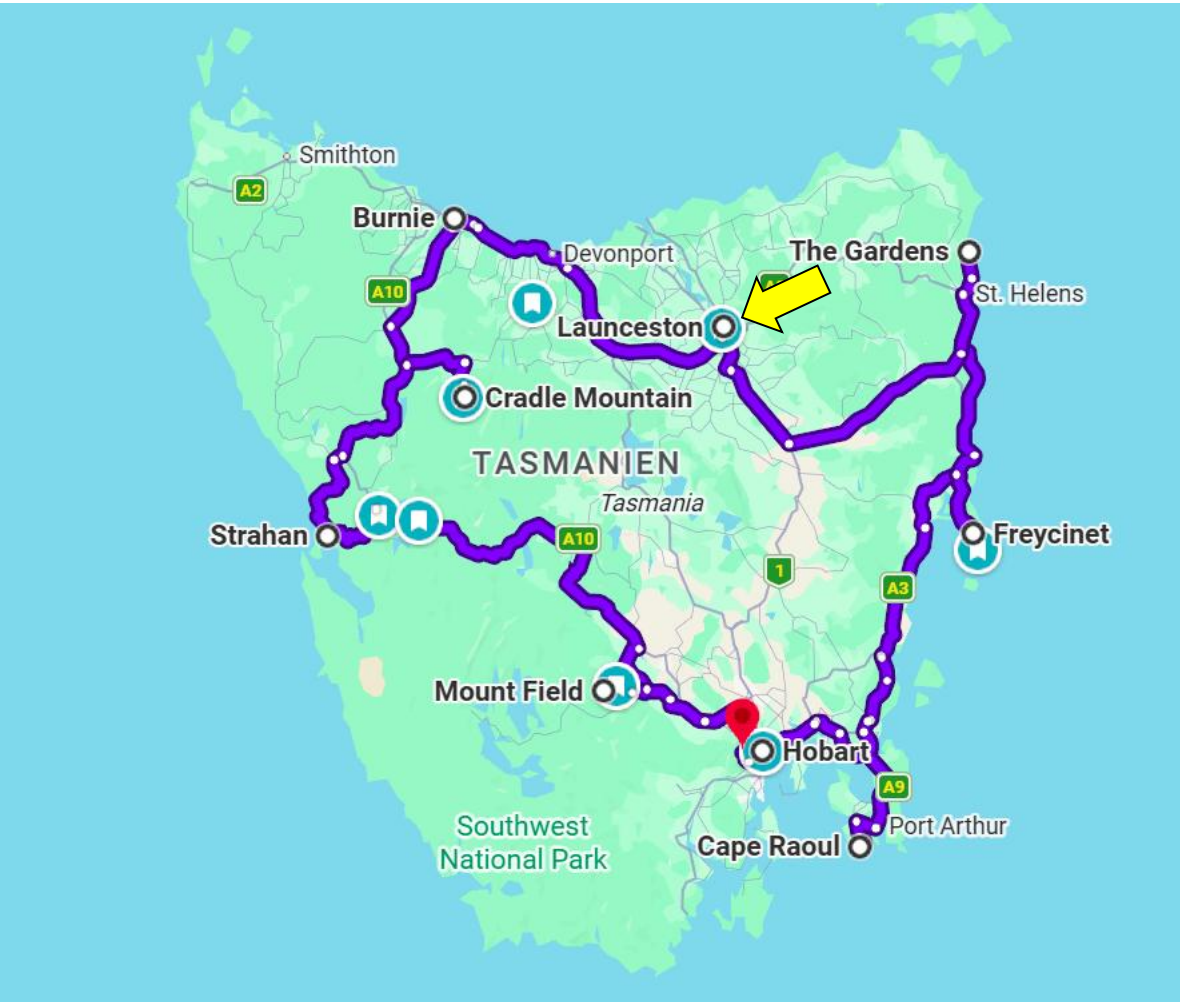 Smithton
A2
Burnie
Devonport
The Gardens
A10
St. Helens
Launceston
Cradle Mountain
TASMANIEN
Tasmania
Strahan
A10
Freycinet
1
A3
Mount Field
Hobart
A9
Southwest
National Park
Port Arthur
Cape Raoul